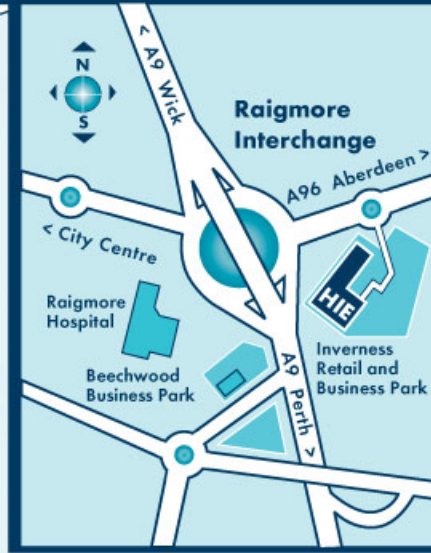 < A9 Wick
N
S
Raigmore
Interchange
A96 Aberdeen >
< City Centre
HIE
Raigmore
Hospital
Inverness
Retail and
Business Park
Beechwood
Business Park
A9 Perth >